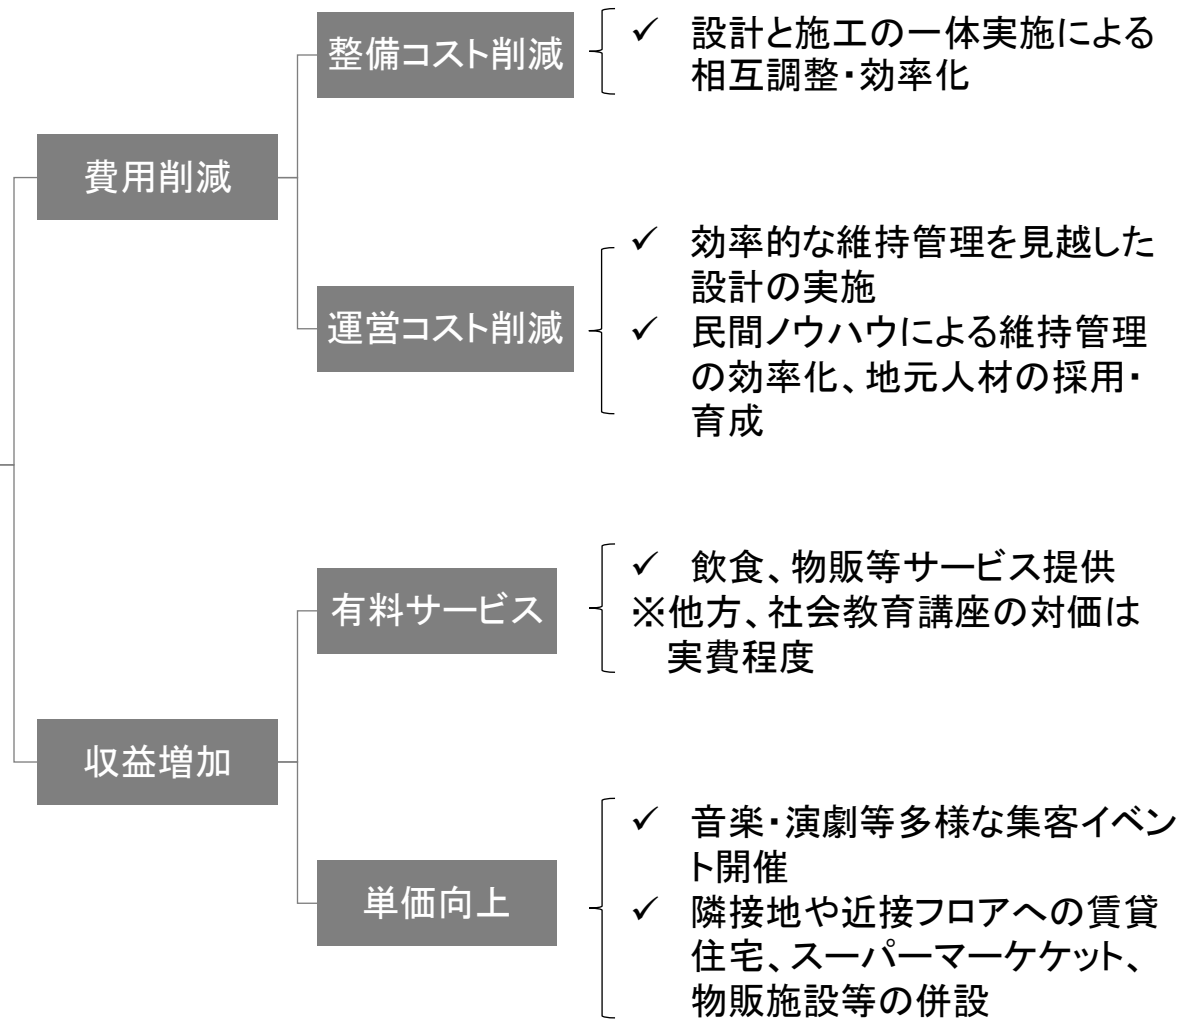 整備コスト削減
✓ 設計と施工の一体実施による
相互調整・効率化
費用削減
✓ 効率的な維持管理を見越した
設計の実施
運営コスト削減
✓ 民間ノウハウによる維持管理
の効率化、地元人材の採用・
育成
有料サービス
✓ 飲食、物販等サービス提供
※他方、社会教育講座の対価は
実費程度
収益増加
単価向上
✓ 音楽・演劇等多様な集客イベン
ト開催
✓ 隣接地や近接フロアへの賃貸
住宅、スーパーマーケケット、
物販施設等の併設